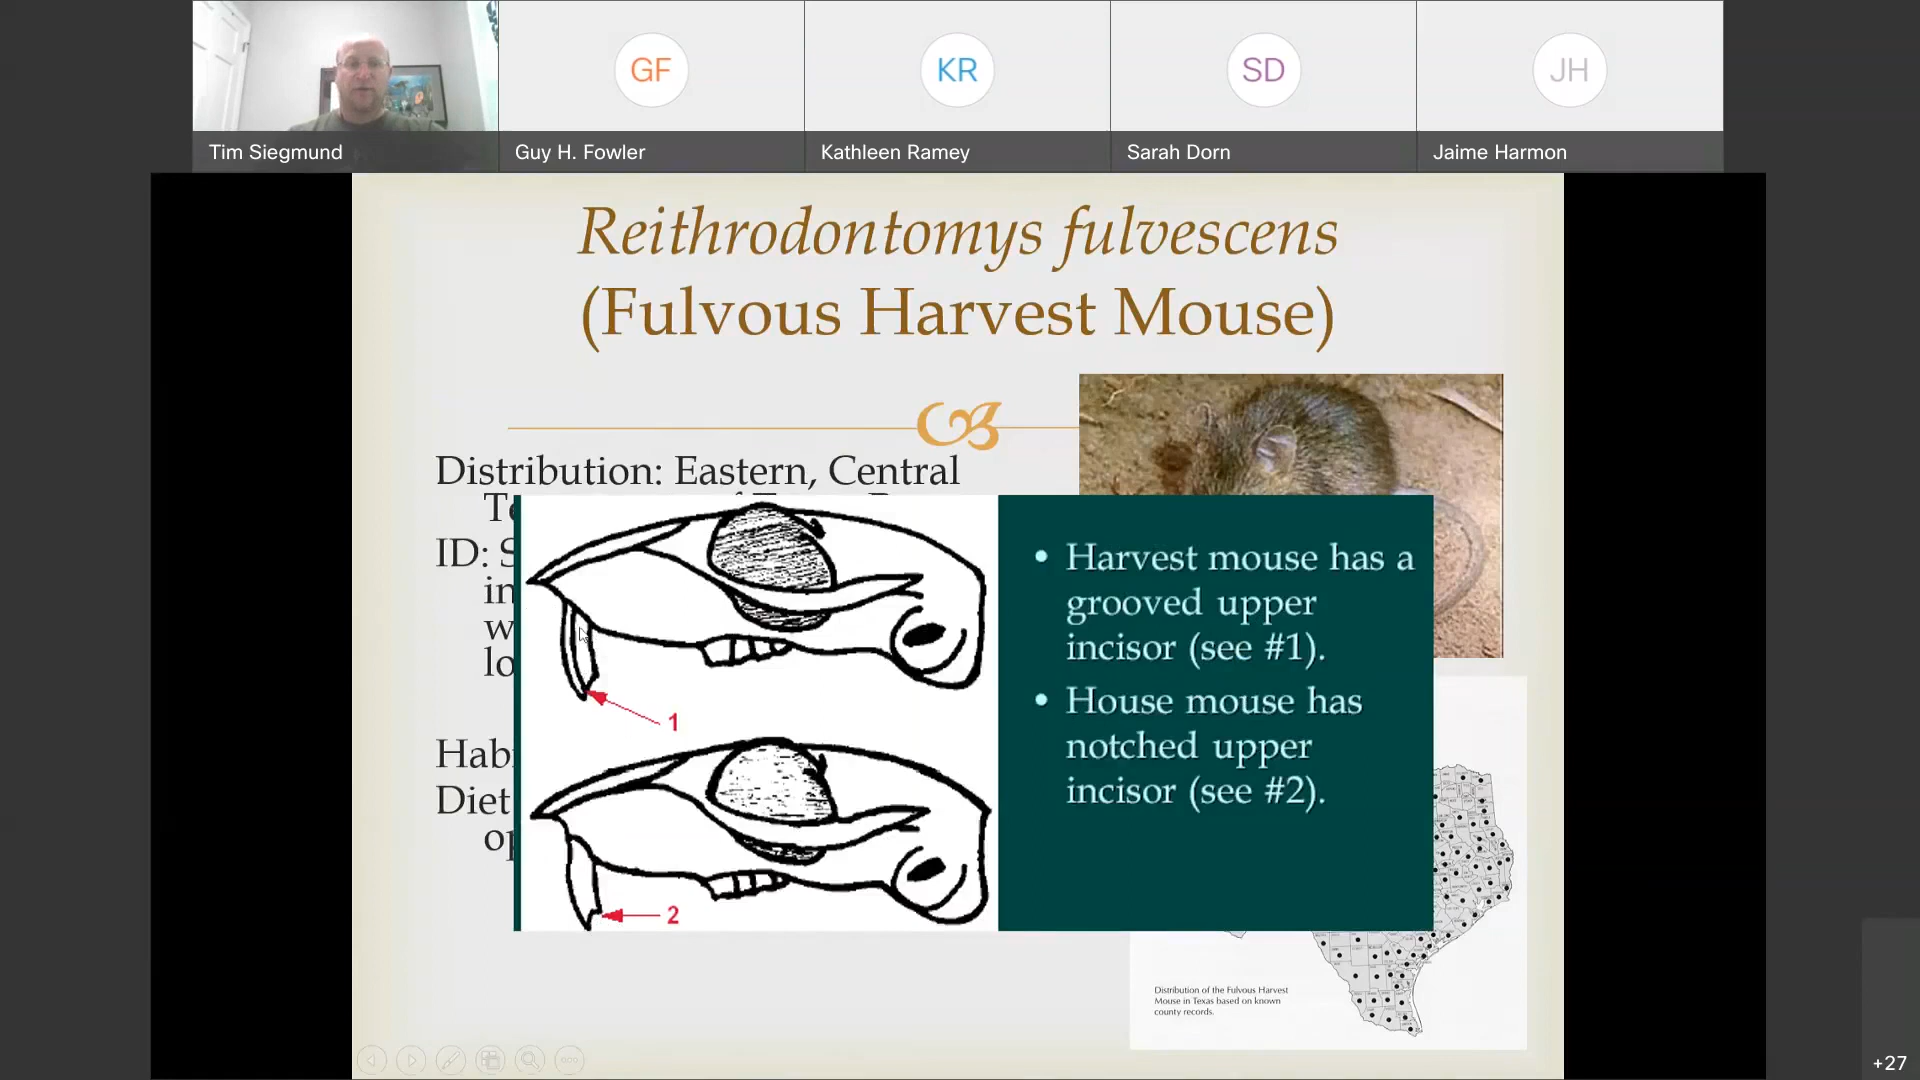 GF
KR
SD
JH
Tim Siegmund
Guy H. Fowler
Kathleen Ramey
Sarah Dorn
Jaime Harmon
Reithrodontomys fulvescens
(Fulvous Harvest Mouse)
Distribution: Eastern, Central
ID: S
in
w
lo
Hab
Diet
op
1
2
• Harvest mouse has a
grooved upper
incisor (see #1).
• House mouse has
notched upper
incisor (see #2).
Distribution of the Fulvous Harvest
Mouse in Texas based on known
county records.
+27